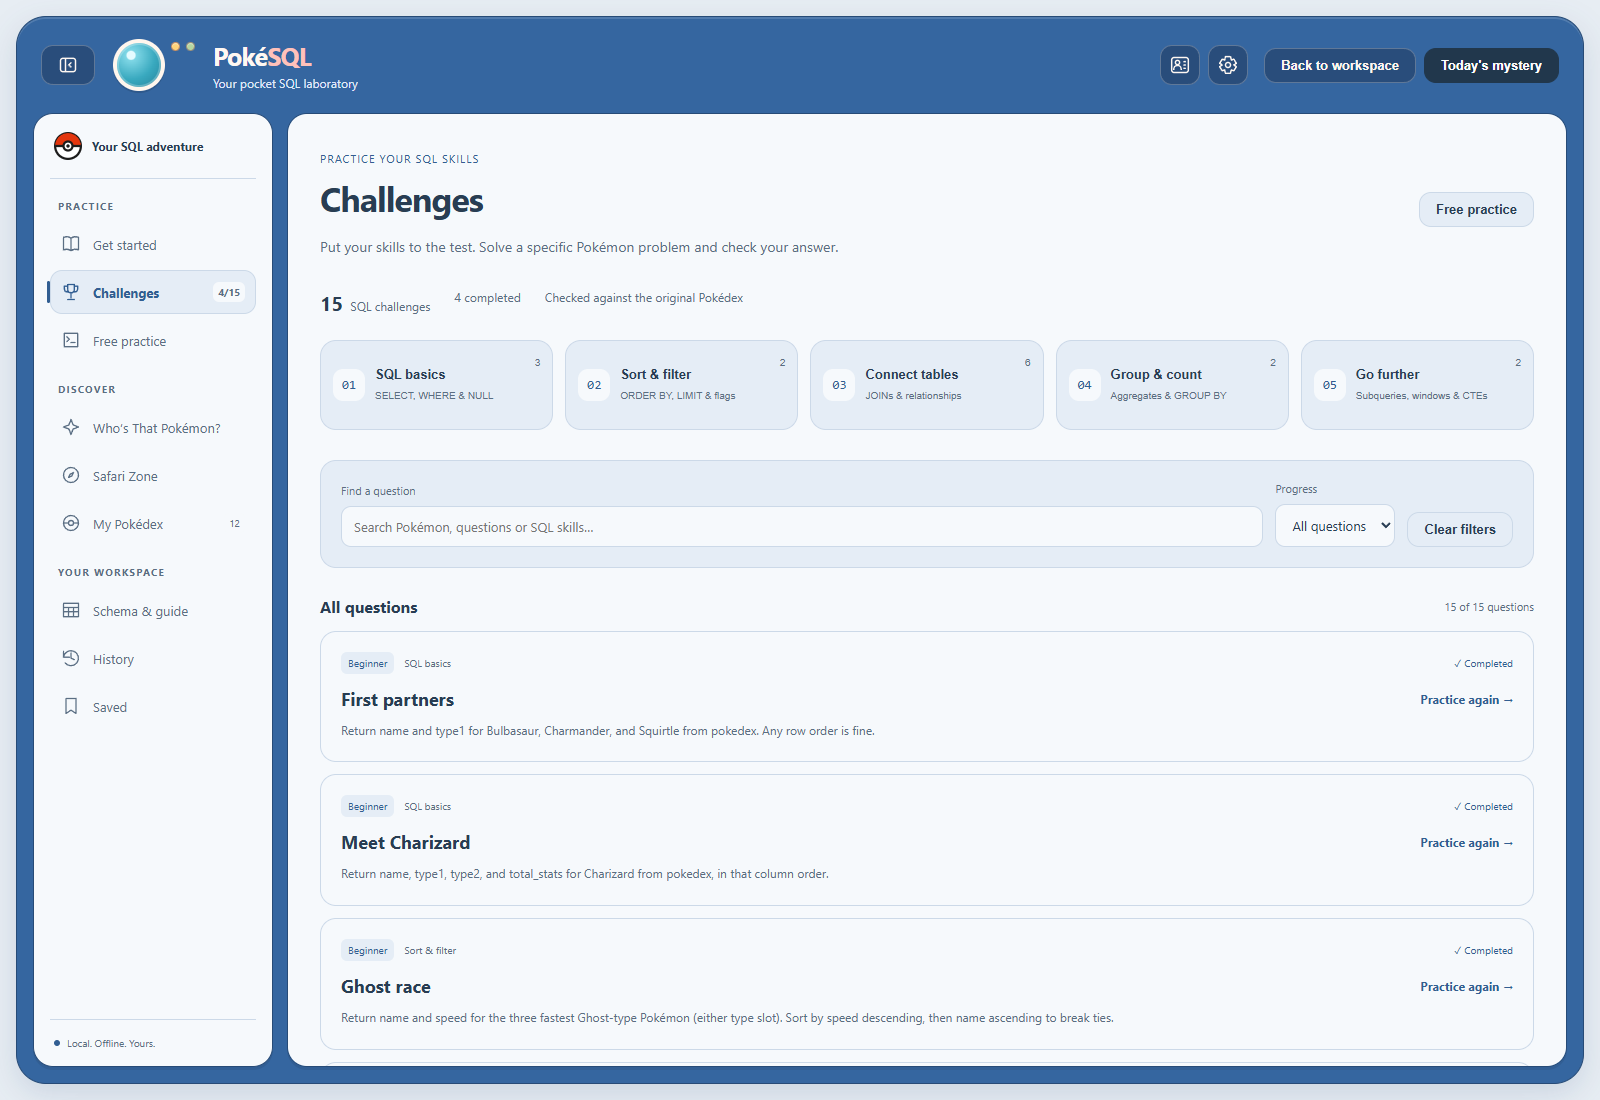 PokéSQL
Your pocket SQL laboratory
Back to workspace
Today's mystery
Your SQL adventure
PRACTICE
Get started
Challenges
4/15
Free practice
DISCOVER
Who's That Pokémon?
Safari Zone
My Pokédex
12
YOUR WORKSPACE
Schema & guide
History
Saved
Local. Offline. Yours.
PRACTICE YOUR SQL SKILLS
Challenges
Free practice
Put your skills to the test. Solve a specific Pokémon problem and check your answer.
15 SQL challenges
4 completed
Checked against the original Pokédex
01
SQL basics
3
SELECT, WHERE & NULL
02
Sort & filter
2
ORDER BY, LIMIT & flags
03
Connect tables
6
JOINs & relationships
04
Group & count
2
Aggregates & GROUP BY
05
Go further
2
Subqueries, windows & CTEs
Find a question
Search Pokémon, questions or SQL skills...
Progress
All questions
Clear filters
All questions
15 of 15 questions
Beginner
SQL basics
✓ Completed
First partners
Practice again →
Return name and type1 for Bulbasaur, Charmander, and Squirtle from pokedex. Any row order is fine.
Beginner
SQL basics
✓ Completed
Meet Charizard
Practice again →
Return name, type1, type2, and total_stats for Charizard from pokedex, in that column order.
Beginner
Sort & filter
✓ Completed
Ghost race
Practice again →
Return name and speed for the three fastest Ghost-type Pokémon (either type slot). Sort by speed descending, then name ascending to break ties.